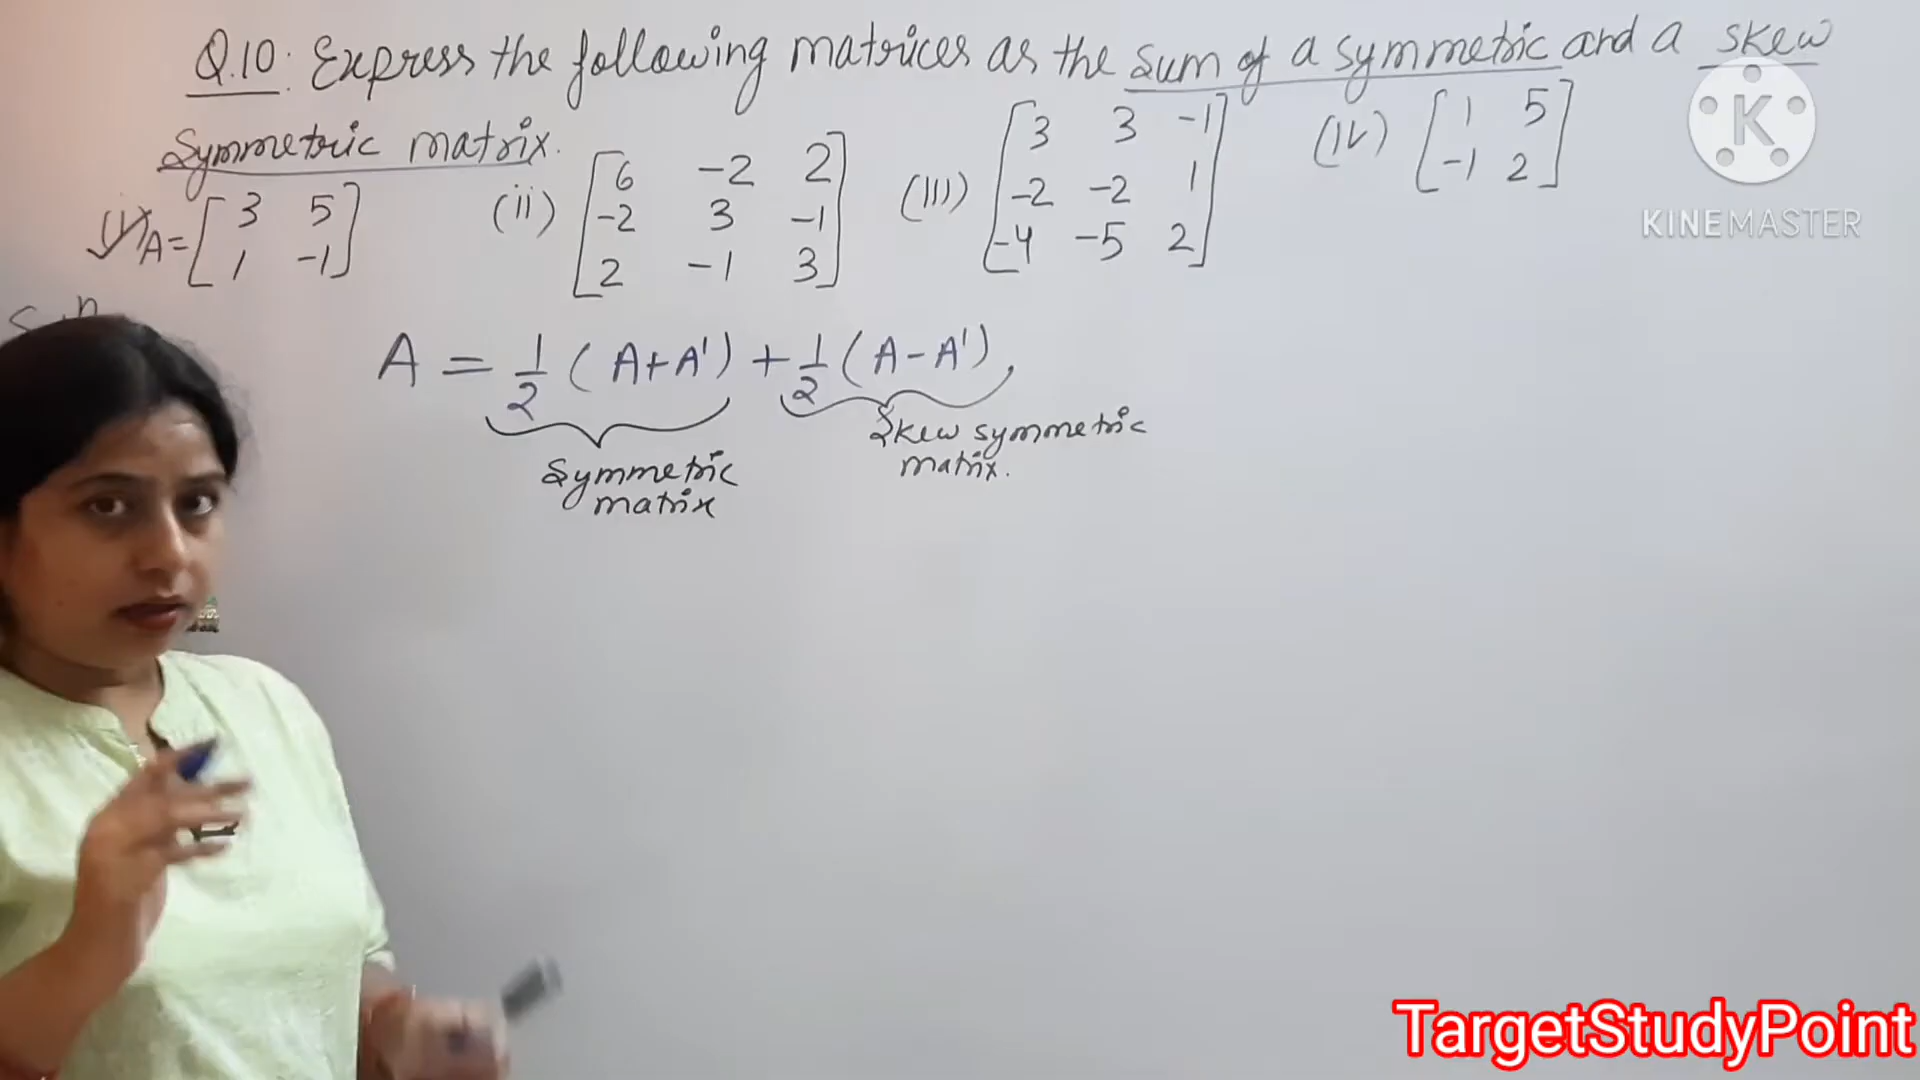 Q.10: Express the following matrices as the sum of a symmetric and a skew
Symmetric matrix.
(i) A = [3 5
1 -1]
(ii) [6 -2 2
-2 3 -1
2 -1 3]
(III) [3 3 -1
-2 -2 1
-4 -5 2]
(IV) [1 5
-1 2]
KINEMASTER
A = 1/2 (A+A') + 1/2 (A-A'),
Symmetric
matrix
Skew symmetric
matrix.
TargetStudyPoint